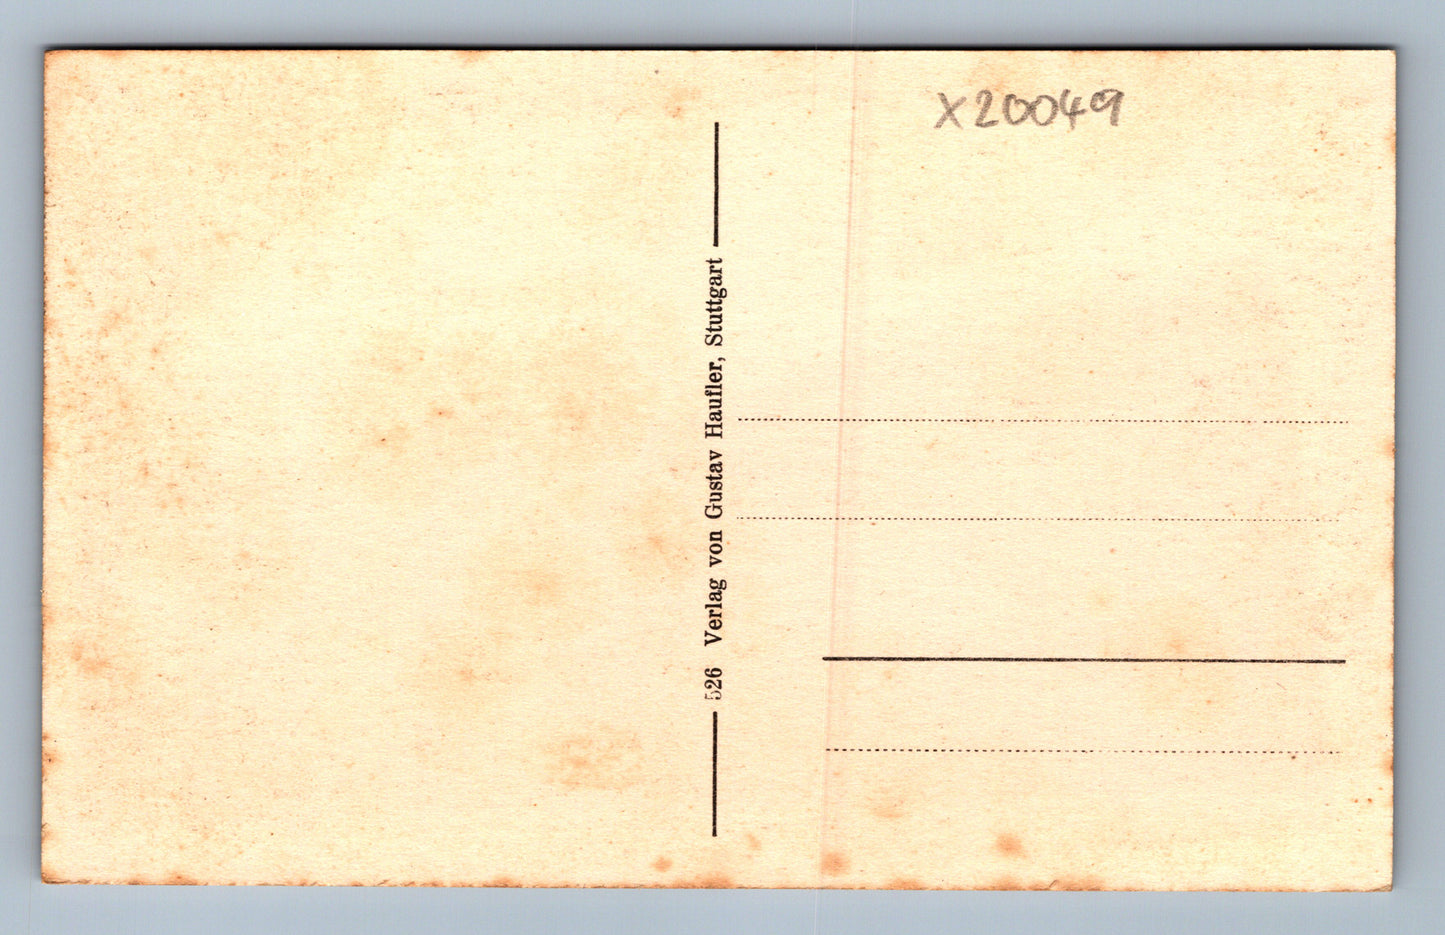 X20049
526 Verlag von Gustav Haufler, Stuttgart